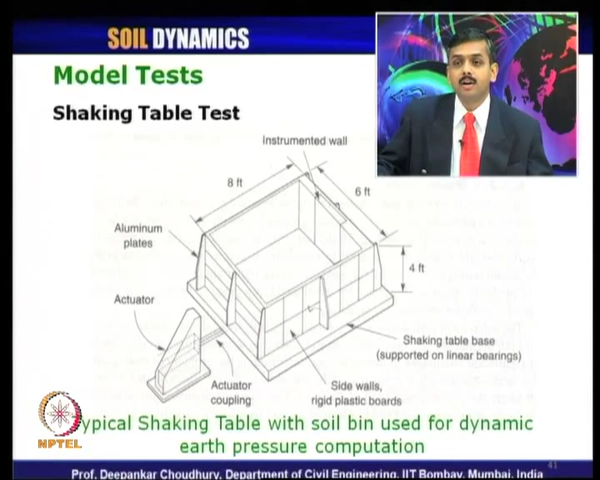 SOIL DYNAMICS
Model Tests
Shaking Table Test
Instrumented wall
8 ft
6 ft
Aluminum
plates
4 ft
Actuator
Shaking table base
(supported on linear bearings)
Actuator
coupling
Side walls,
rigid plastic boards
ypical Shaking Table with soil bin used for dynamic
earth pressure computation
NPTEL
41
Prof. Deepankar Choudhury, Department of Civil Engineering, IIT Bombay, Mumbai, India